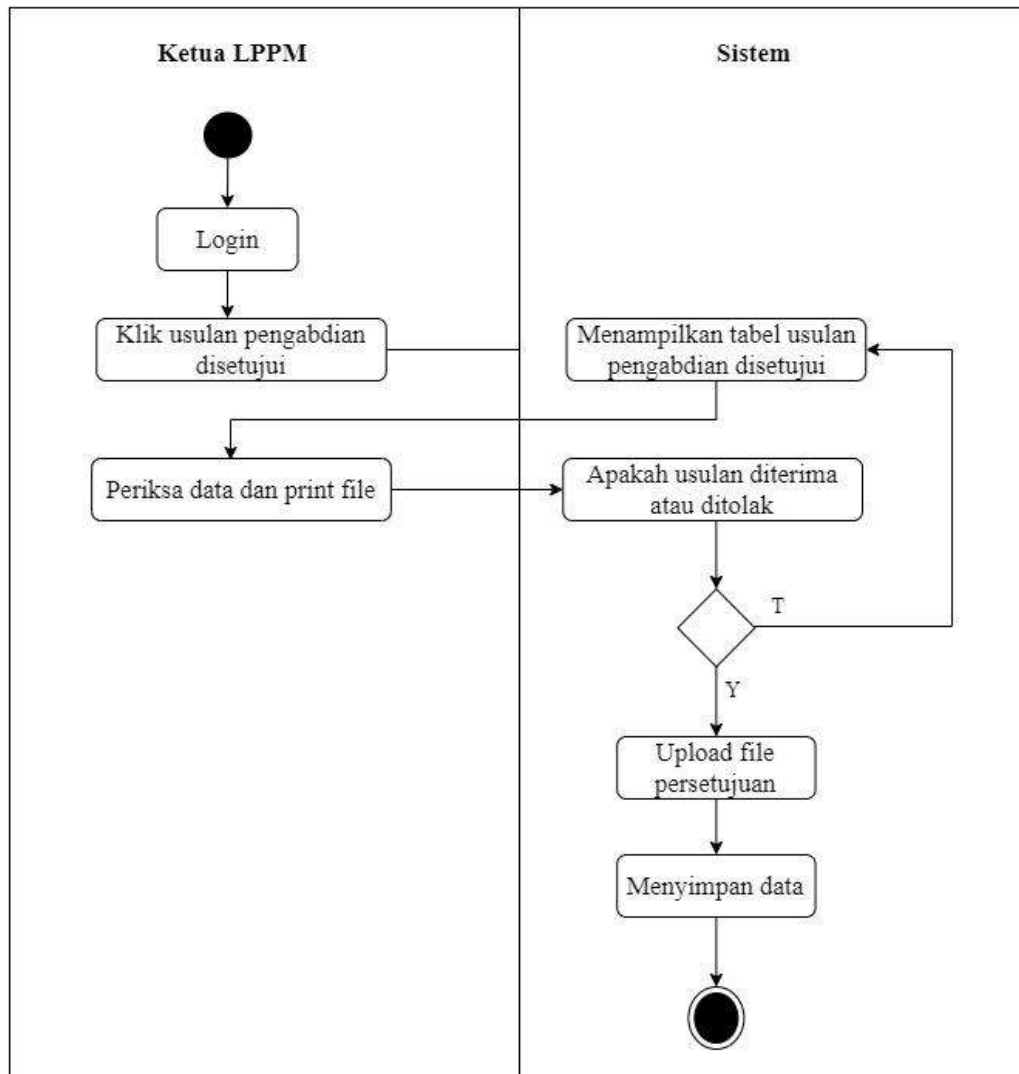 Ketua LPPM
Sistem
Login
Klik usulan pengabdian
disetujui
Menampilkan tabel usulan
pengabdian disetujui
Periksa data dan print file
Apakah usulan diterima
atau ditolak
T
Y
Upload file
persetujuan
Menyimpan data